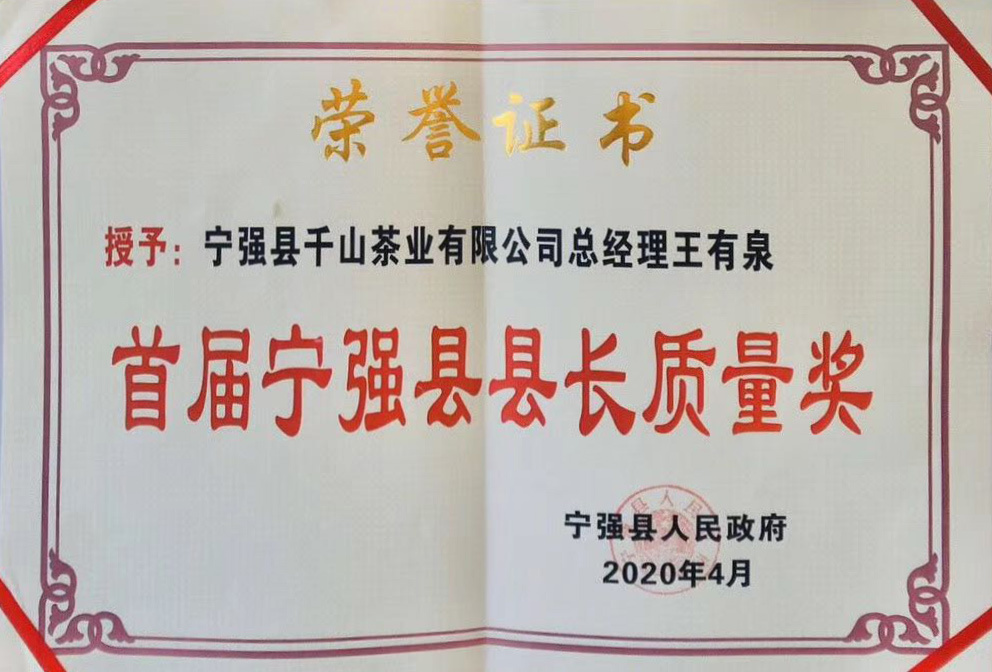 荣誉证书
授予：宁强县千山茶业有限公司总经理王有泉
首届宁强县县长质量奖
宁强县人民政府
2020年4月